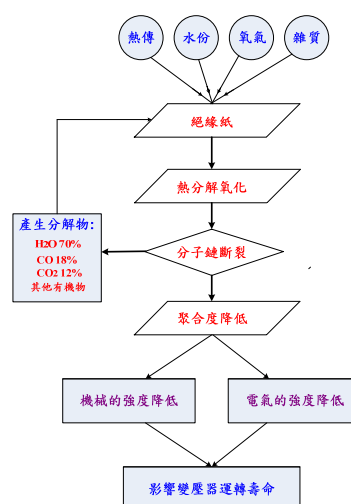 熱傳
水份
氧氣
雜質
絕緣紙
熱分解氧化
產生分解物:
H2O 70%
CO 18%
CO2 12%
其他有機物
分子鏈斷裂
聚合度降低
機械的強度降低
電氣的強度降低
影響變壓器運轉壽命